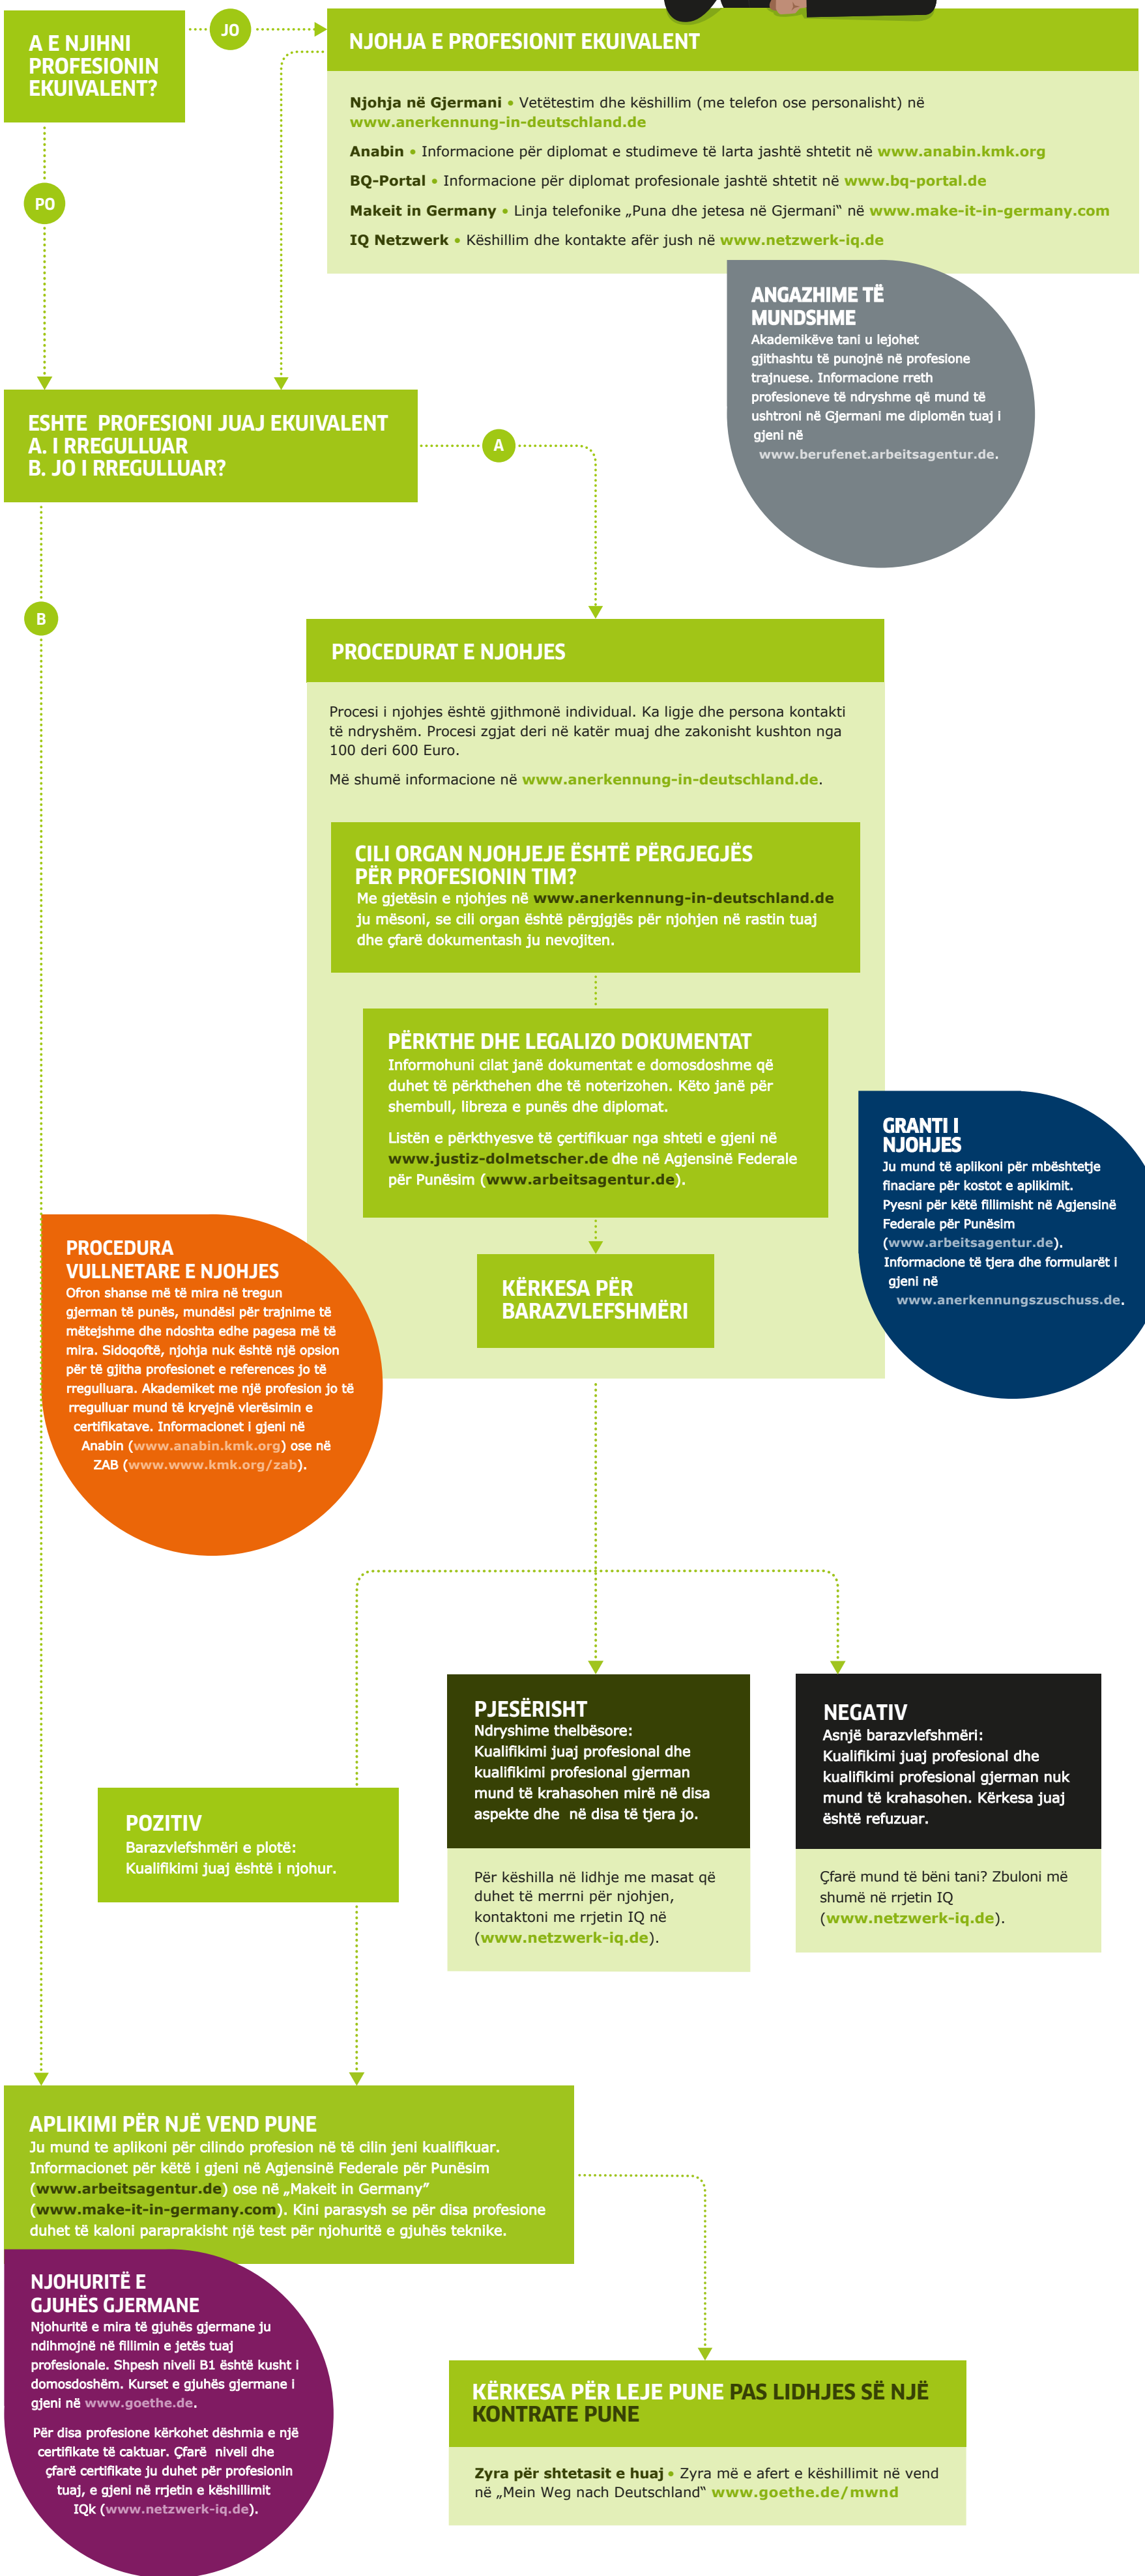 A E NJIHNI
PROFESIONIN
EKUIVALENT?
JO
PO
NJOHJA E PROFESIONIT EKUIVALENT
Njohja në Gjermani • Vetëtestim dhe këshillim (me telefon ose personalisht) në
www.anerkennung-in-deutschland.de
Anabin • Informacione për diplomat e studimeve të larta jashtë shtetit në www.anabin.kmk.org
BQ-Portal • Informacione për diplomat profesionale jashtë shtetit në www.bq-portal.de
Makeit in Germany • Linja telefonike „Puna dhe jetesa në Gjermani“ në www.make-it-in-germany.com
IQ Netzwerk • Këshillim dhe kontakte afër jush në www.netzwerk-iq.de
ANGAZHIME TË
MUNDSHME
Akademikëve tani u lejohet
gjithashtu të punojnë në profesione
trajnuese. Informacione rreth
profesioneve të ndryshme që mund të
ushtroni në Gjermani me diplomën tuaj i
gjeni në
www.berufenet.arbeitsagentur.de.
ESHTE PROFESIONI JUAJ EKUIVALENT
A. I RREGULLUAR
B. JO I RREGULLUAR?
A
B
PROCEDURAT E NJOHJES
Procesi i njohjes është gjithmonë individual. Ka ligje dhe persona kontakti
të ndryshëm. Procesi zgjat deri në katër muaj dhe zakonisht kushton nga
100 deri 600 Euro.
Më shumë informacione në www.anerkennung-in-deutschland.de.
CILI ORGAN NJOHJEJE ËSHTË PËRGJEGJËS
PËR PROFESIONIN TIM?
Me gjetësin e njohjes në www.anerkennung-in-deutschland.de
ju mësoni, se cili organ është përgjgjës për njohjen në rastin tuaj
dhe çfarë dokumentash ju nevojiten.
PËRKTHE DHE LEGALIZO DOKUMENTAT
Informohuni cilat janë dokumentat e domosdoshme që
duhet të përkthehen dhe të noterizohen. Këto janë për
shembull, libreza e punës dhe diplomat.
Listën e përkthyesve të çertifikuar nga shteti e gjeni në
www.justiz-dolmetscher.de dhe në Agjensinë Federale
për Punësim (www.arbeitsagentur.de).
GRANTI I
NJOHJES
Ju mund të aplikoni për mbështetje
finaciare për kostot e aplikimit.
Pyesni për këtë fillimisht në Agjensinë
Federale për Punësim
(www.arbeitsagentur.de).
Informacione të tjera dhe formularët i
gjeni në
www.anerkennungszuschuss.de.
PROCEDURA
VULLNETARE E NJOHJES
Ofron shanse më të mira në tregun
gjerman të punës, mundësi për trajnime të
mëtejshme dhe ndoshta edhe pagesa më të
mira. Sidoqoftë, njohja nuk është një opsion
për të gjitha profesionet e references jo të
rregulluara. Akademiket me një profesion jo të
rregulluar mund të kryejnë vlerësimin e
certifikatave. Informacionet i gjeni në
Anabin (www.anabin.kmk.org) ose në
ZAB (www.www.kmk.org/zab).
KËRKESA PËR
BARAZVLEFSHMËRI
PJESËRISHT
Ndryshime thelbësore:
Kualifikimi juaj profesional dhe
kualifikimi profesional gjerman
mund të krahasohen mirë në disa
aspekte dhe në disa të tjera jo.
Për këshilla në lidhje me masat që
duhet të merrni për njohjen,
kontaktoni me rrjetin IQ në
(www.netzwerk-iq.de).
NEGATIV
Asnjë barazvlefshmëri:
Kualifikimi juaj profesional dhe
kualifikimi profesional gjerman nuk
mund të krahasohen. Kërkesa juaj
është refuzuar.
Çfarë mund të bëni tani? Zbuloni më
shumë në rrjetin IQ
(www.netzwerk-iq.de).
POZITIV
Barazvlefshmëri e plotë:
Kualifikimi juaj është i njohur.
APLIKIMI PËR NJË VEND PUNE
Ju mund te aplikoni për cilindo profesion në të cilin jeni kualifikuar.
Informacionet për këtë i gjeni në Agjensinë Federale për Punësim
(www.arbeitsagentur.de) ose në „Makeit in Germany”
(www.make-it-in-germany.com). Kini parasysh se për disa profesione
duhet të kaloni paraprakisht një test për njohuritë e gjuhës teknike.
NJOHURITË E
GJUHËS GJERMANE
Njohuritë e mira të gjuhës gjermane ju
ndihmojnë në fillimin e jetës tuaj
profesionale. Shpesh niveli B1 është kusht i
domosdoshëm. Kurset e gjuhës gjermane i
gjeni në www.goethe.de.
Për disa profesione kërkohet dëshmia e një
certifikate të caktuar. Çfarë niveli dhe
çfarë certifikate ju duhet për profesionin
tuaj, e gjeni në rrjetin e këshillimit
IQk (www.netzwerk-iq.de).
KËRKESA PËR LEJE PUNE PAS LIDHJES SË NJË
KONTRATE PUNE
Zyra për shtetasit e huaj • Zyra më e afert e këshillimit në vend
në „Mein Weg nach Deutschland“ www.goethe.de/mwnd